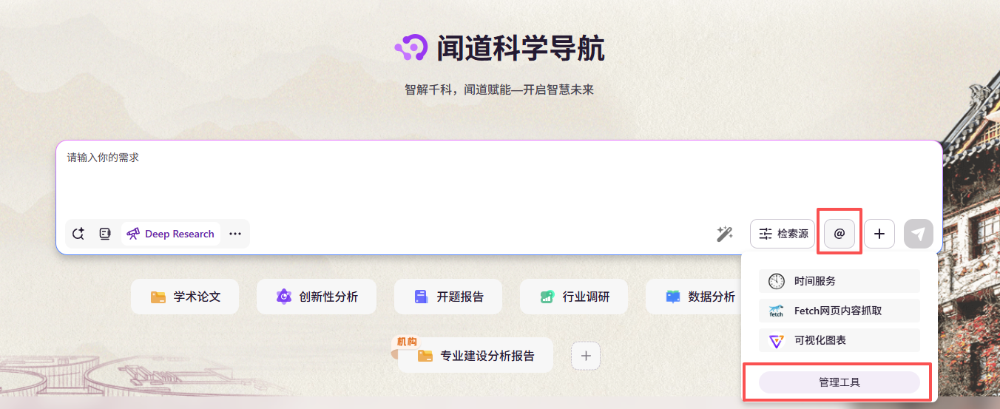 闻道科学导航
智解千科，闻道赋能—开启智慧未来
请输入你的需求
Deep Research
检索源
@
时间服务
fetch
Fetch网页内容抓取
可视化图表
管理工具
学术论文
创新性分析
开题报告
行业调研
数据分析
机构
专业建设分析报告